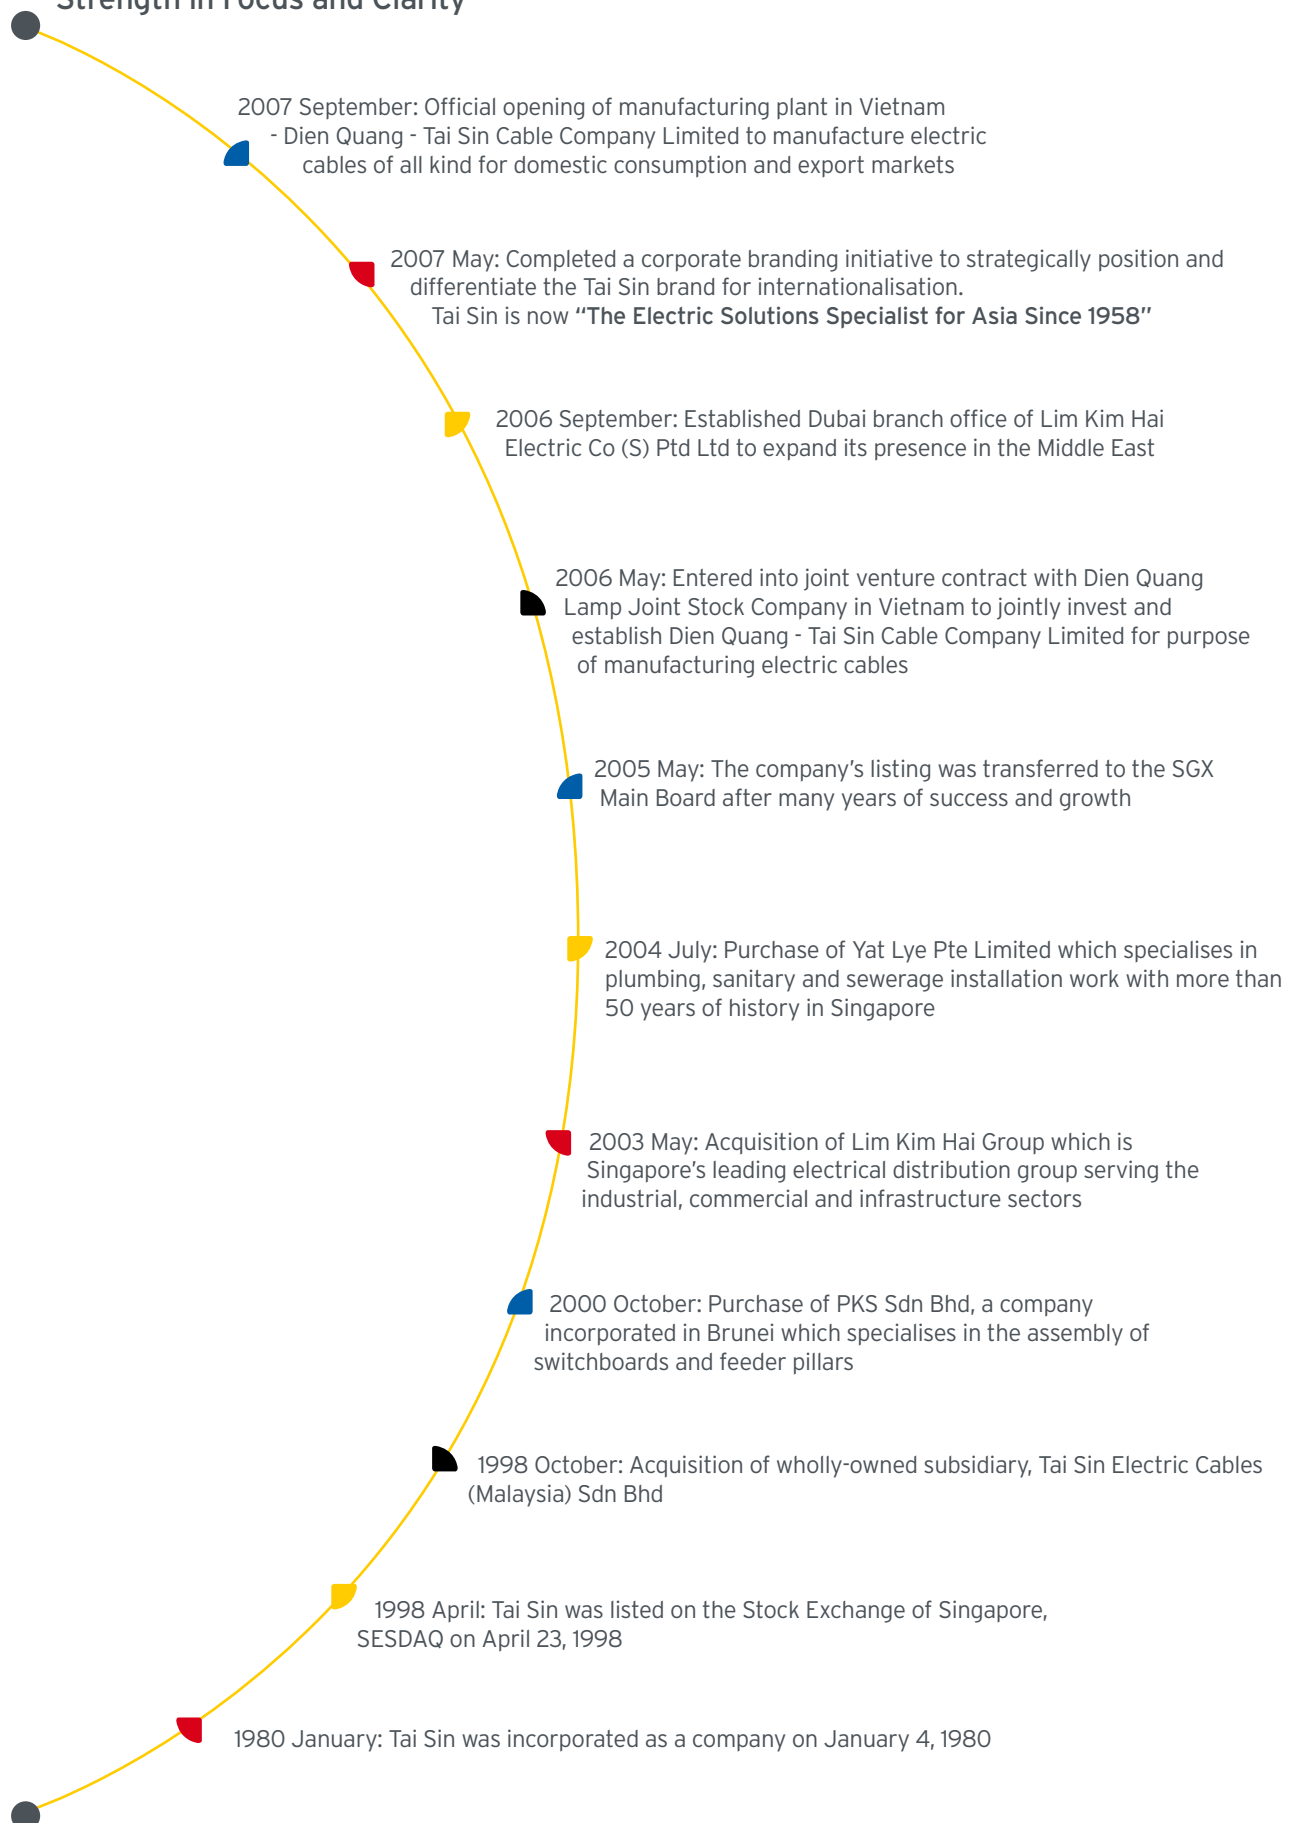 Strength in Focus and Clarity
2007 September: Official opening of manufacturing plant in Vietnam
- Dien Quang - Tai Sin Cable Company Limited to manufacture electric
cables of all kind for domestic consumption and export markets
2007 May: Completed a corporate branding initiative to strategically position and
differentiate the Tai Sin brand for internationalisation.
Tai Sin is now “The Electric Solutions Specialist for Asia Since 1958”
2006 September: Established Dubai branch office of Lim Kim Hai
Electric Co (S) Ptd Ltd to expand its presence in the Middle East
2006 May: Entered into joint venture contract with Dien Quang
Lamp Joint Stock Company in Vietnam to jointly invest and
establish Dien Quang - Tai Sin Cable Company Limited for purpose
of manufacturing electric cables
2005 May: The company’s listing was transferred to the SGX
Main Board after many years of success and growth
2004 July: Purchase of Yat Lye Pte Limited which specialises in
plumbing, sanitary and sewerage installation work with more than
50 years of history in Singapore
2003 May: Acquisition of Lim Kim Hai Group which is
Singapore’s leading electrical distribution group serving the
industrial, commercial and infrastructure sectors
2000 October: Purchase of PKS Sdn Bhd, a company
incorporated in Brunei which specialises in the assembly of
switchboards and feeder pillars
1998 October: Acquisition of wholly-owned subsidiary, Tai Sin Electric Cables
(Malaysia) Sdn Bhd
1998 April: Tai Sin was listed on the Stock Exchange of Singapore,
SESDAQ on April 23, 1998
1980 January: Tai Sin was incorporated as a company on January 4, 1980